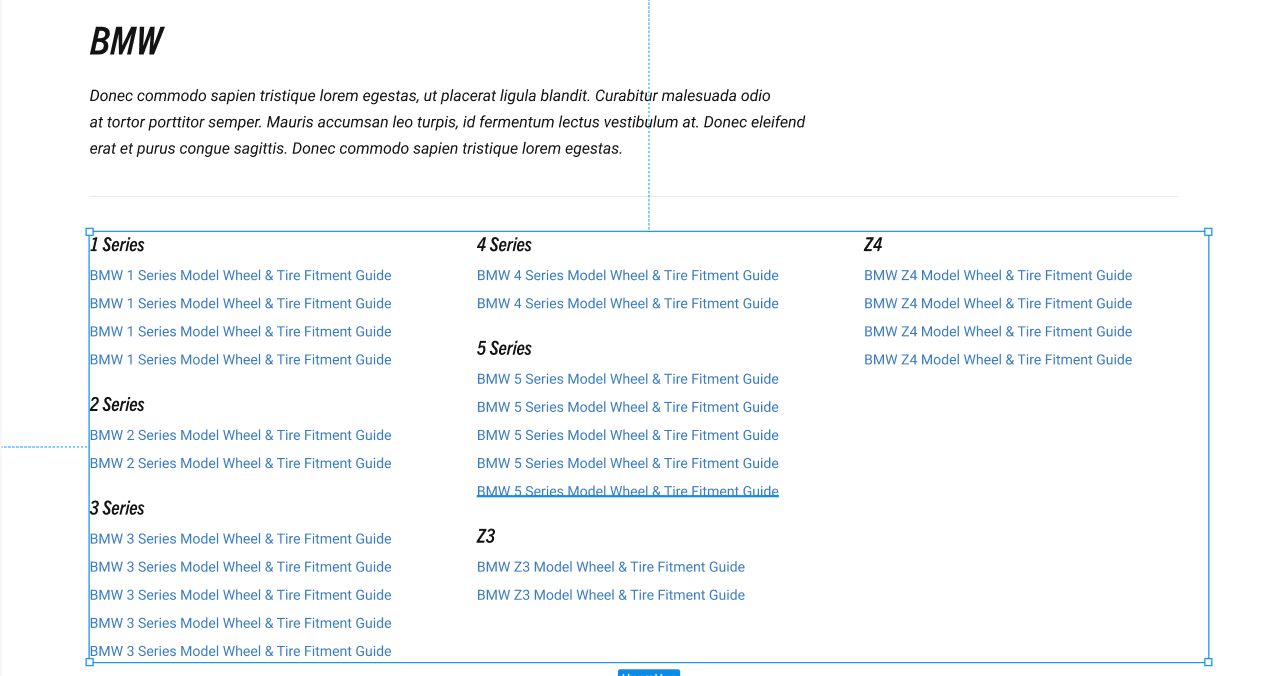 BMW
Donec commodo sapien tristique lorem egestas, ut placerat ligula blandit. Curabitur malesuada odio
at tortor porttitor semper. Mauris accumsan leo turpis, id fermentum lectus vestibulum at. Donec eleifend
erat et purus congue sagittis. Donec commodo sapien tristique lorem egestas.
1 Series
BMW 1 Series Model Wheel & Tire Fitment Guide
BMW 1 Series Model Wheel & Tire Fitment Guide
BMW 1 Series Model Wheel & Tire Fitment Guide
BMW 1 Series Model Wheel & Tire Fitment Guide
2 Series
BMW 2 Series Model Wheel & Tire Fitment Guide
BMW 2 Series Model Wheel & Tire Fitment Guide
3 Series
BMW 3 Series Model Wheel & Tire Fitment Guide
BMW 3 Series Model Wheel & Tire Fitment Guide
BMW 3 Series Model Wheel & Tire Fitment Guide
BMW 3 Series Model Wheel & Tire Fitment Guide
BMW 3 Series Model Wheel & Tire Fitment Guide
4 Series
BMW 4 Series Model Wheel & Tire Fitment Guide
BMW 4 Series Model Wheel & Tire Fitment Guide
5 Series
BMW 5 Series Model Wheel & Tire Fitment Guide
BMW 5 Series Model Wheel & Tire Fitment Guide
BMW 5 Series Model Wheel & Tire Fitment Guide
BMW 5 Series Model Wheel & Tire Fitment Guide
BMW 5 Series Model Wheel & Tire Fitment Guide
Z3
BMW Z3 Model Wheel & Tire Fitment Guide
BMW Z3 Model Wheel & Tire Fitment Guide
Z4
BMW Z4 Model Wheel & Tire Fitment Guide
BMW Z4 Model Wheel & Tire Fitment Guide
BMW Z4 Model Wheel & Tire Fitment Guide
BMW Z4 Model Wheel & Tire Fitment Guide